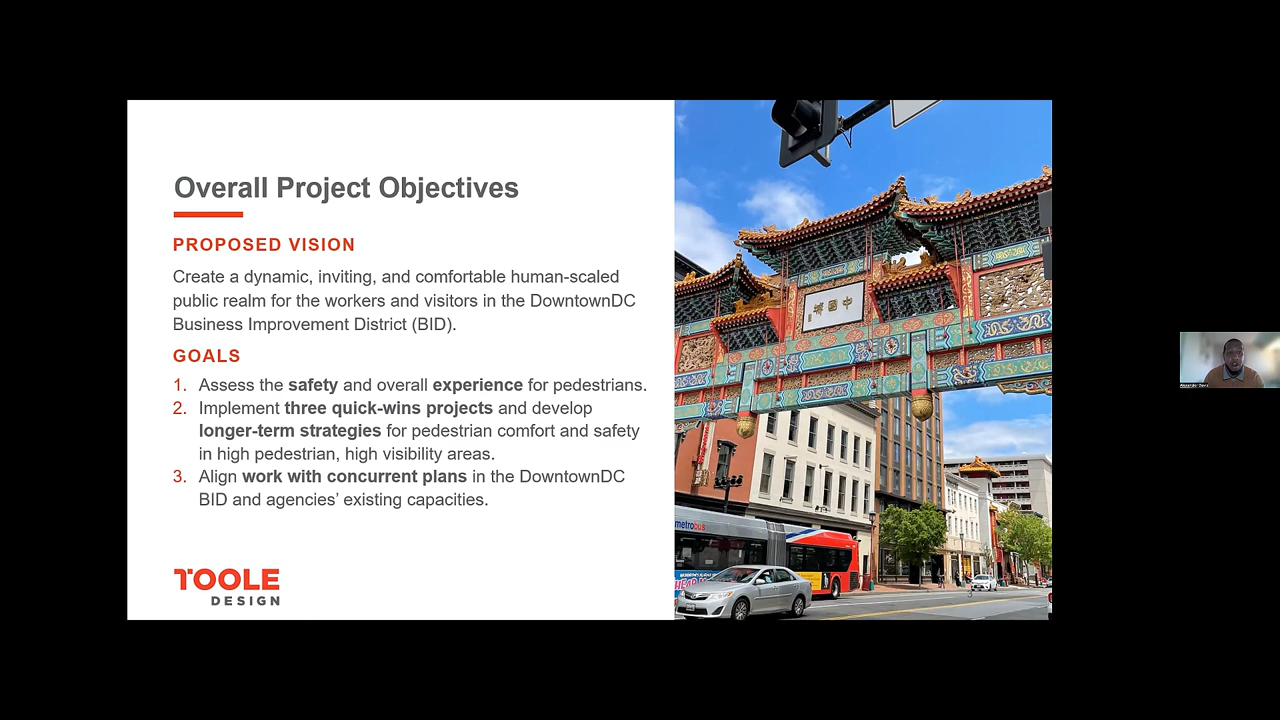 Overall Project Objectives
PROPOSED VISION
Create a dynamic, inviting, and comfortable human-scaled
public realm for the workers and visitors in the DowntownDC
Business Improvement District (BID).
GOALS
1. Assess the safety and overall experience for pedestrians.
2. Implement three quick-wins projects and develop
longer-term strategies for pedestrian comfort and safety
in high pedestrian, high visibility areas.
3. Align work with concurrent plans in the DowntownDC
BID and agencies’ existing capacities.
TOOLE
DESIGN
城國中
metrobus